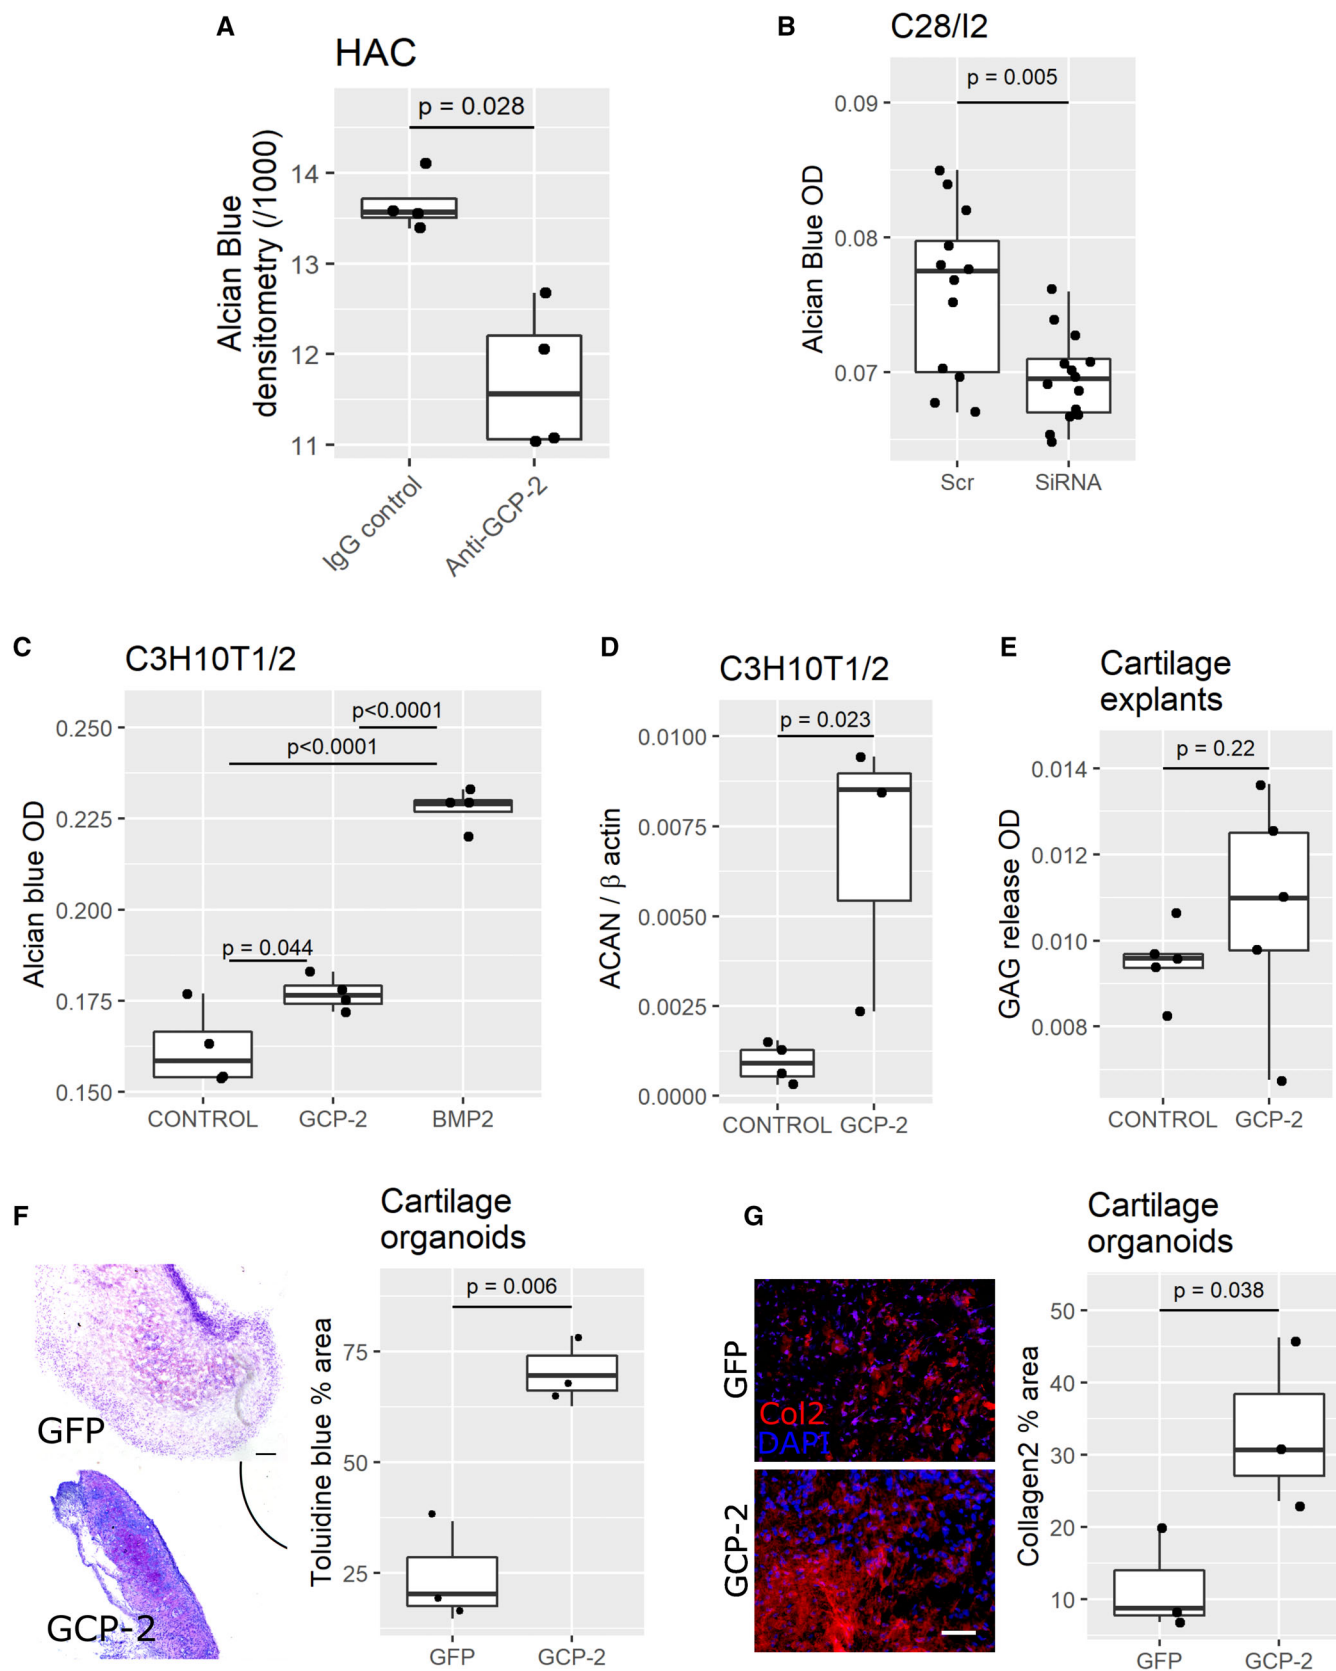 A
HAC
p = 0.028
Alcian Blue
densitometry (/1000)
14
13
12
11
IgG control
Anti-GCP-2
B
C28/I2
p = 0.005
Alcian Blue OD
0.09
0.08
0.07
Scr
SiRNA
C
C3H10T1/2
p<0.0001
p<0.0001
p = 0.044
Alcian blue OD
0.250
0.225
0.200
0.175
0.150
CONTROL
GCP-2
BMP2
D
C3H10T1/2
p = 0.023
ACAN / β actin
0.0100
0.0075
0.0050
0.0025
0.0000
CONTROL
GCP-2
E
Cartilage
explants
p = 0.22
GAG release OD
0.014
0.012
0.010
0.008
CONTROL
GCP-2
F
GFP
GCP-2
Cartilage
organoids
p = 0.006
Toluidine blue % area
75
50
25
GFP
GCP-2
G
GFP
Col2
DAPI
GCP-2
Cartilage
organoids
p = 0.038
Collagen2 % area
50
40
30
20
10
GFP
GCP-2